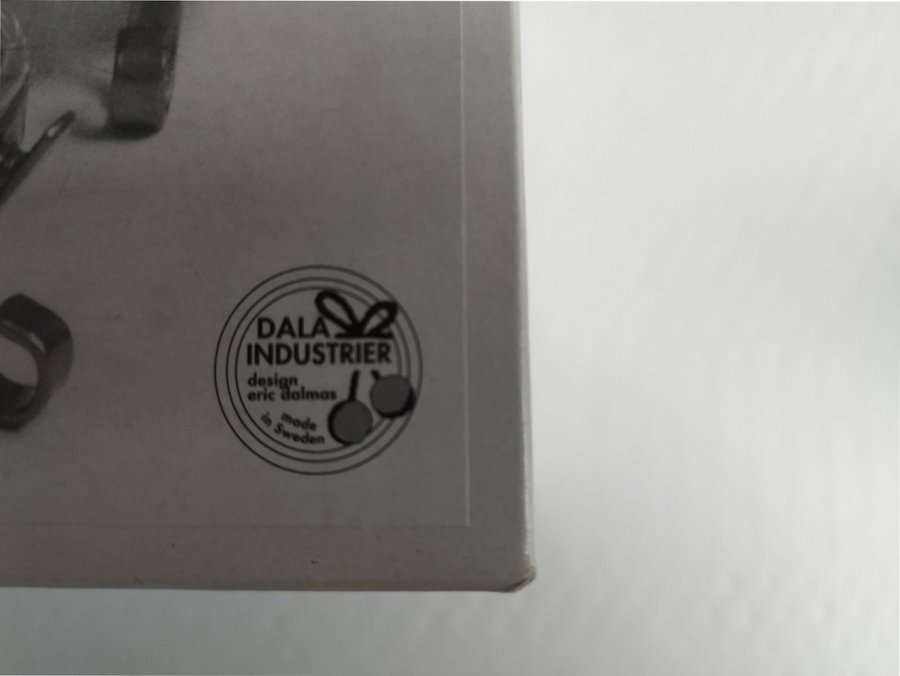 DALA
INDUSTRIER
design
eric dalmas
made
in Sweden